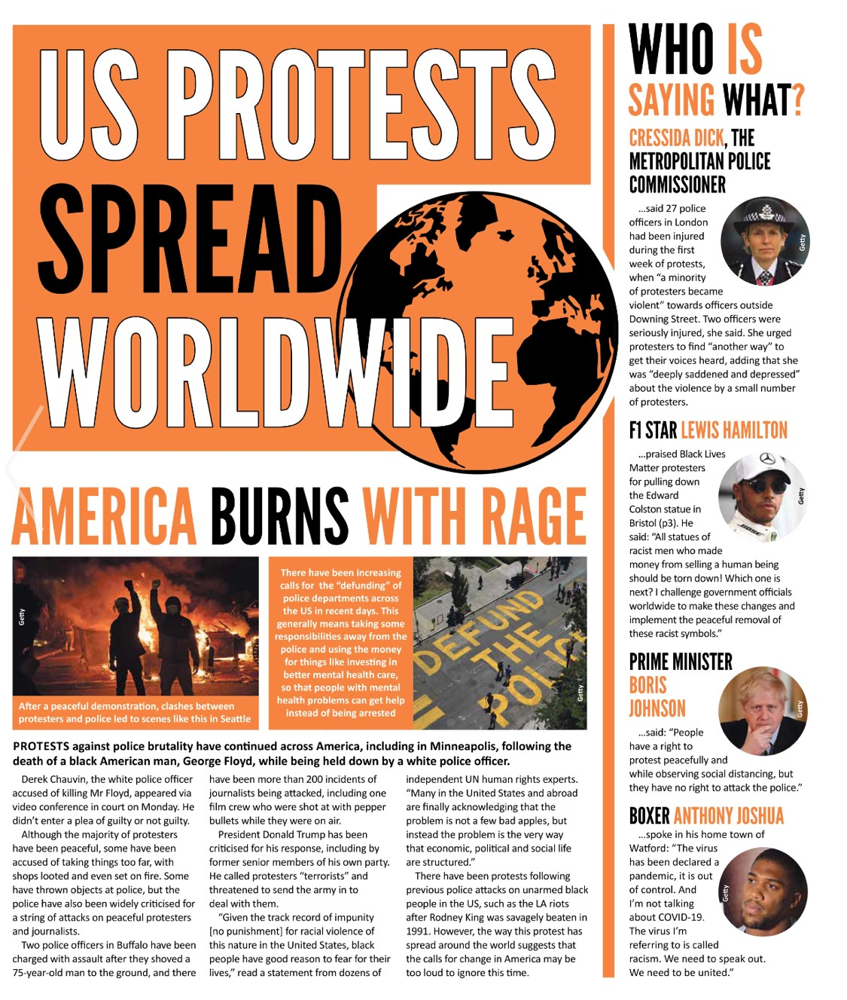 US PROTESTS
SPREAD
WORLDWIDE
AMERICA BURNS WITH RAGE
Getty
After a peaceful demonstration, clashes between
protesters and police led to scenes like this in Seattle
There have been increasing
calls for the “defunding” of
police departments across
the US in recent days. This
generally means taking some
responsibilities away from the
police and using the money
for things like investing in
better mental health care,
so that people with mental
health problems can get help
instead of being arrested
DEFUND
THE
POLICE
Getty
PROTESTS against police brutality have continued across America, including in Minneapolis, following the
death of a black American man, George Floyd, while being held down by a white police officer.
Derek Chauvin, the white police officer
accused of killing Mr Floyd, appeared via
video conference in court on Monday. He
didn’t enter a plea of guilty or not guilty.
Although the majority of protesters
have been peaceful, some have been
accused of taking things too far, with
shops looted and even set on fire. Some
have thrown objects at police, but the
police have also been widely criticised for
a string of attacks on peaceful protesters
and journalists.
Two police officers in Buffalo have been
charged with assault after they shoved a
75-year-old man to the ground, and there
have been more than 200 incidents of
journalists being attacked, including one
film crew who were shot at with pepper
bullets while they were on air.
President Donald Trump has been
criticised for his response, including by
former senior members of his own party.
He called protesters “terrorists” and
threatened to send the army in to
deal with them.
“Given the track record of impunity
[no punishment] for racial violence of
this nature in the United States, black
people have good reason to fear for their
lives,” read a statement from dozens of
independent UN human rights experts.
“Many in the United States and abroad
are finally acknowledging that the
problem is not a few bad apples, but
instead the problem is the very way
that economic, political and social life
are structured.”
There have been protests following
previous police attacks on unarmed black
people in the US, such as the LA riots
after Rodney King was savagely beaten in
1991. However, the way this protest has
spread around the world suggests that
the calls for change in America may be
too loud to ignore this time.
WHO IS
SAYING WHAT?
CRESSIDA DICK, THE
METROPOLITAN POLICE
COMMISSIONER
...said 27 police
officers in London
had been injured
during the first
week of protests,
when “a minority
of protesters became
violent” towards officers outside
Downing Street. Two officers were
seriously injured, she said. She urged
protesters to find “another way” to
get their voices heard, adding that she
was “deeply saddened and depressed”
about the violence by a small number
of protesters.
Getty
F1 STAR LEWIS HAMILTON
...praised Black Lives
Matter protesters
for pulling down
the Edward
Colston statue in
Bristol (p3). He
said: “All statues of
racist men who made
money from selling a human being
should be torn down! Which one is
next? I challenge government officials
worldwide to make these changes and
implement the peaceful removal of
these racist symbols.”
BOSE
Getty
PRIME MINISTER
BORIS
JOHNSON
...said: “People
have a right to
protest peacefully and
while observing social distancing, but
they have no right to attack the police.”
Getty
BOXER ANTHONY JOSHUA
...spoke in his home town of
Watford: “The virus
has been declared a
pandemic, it is out
of control. And
I’m not talking
about COVID-19.
The virus I’m
referring to is called
racism. We need to speak out.
We need to be united.”
Getty